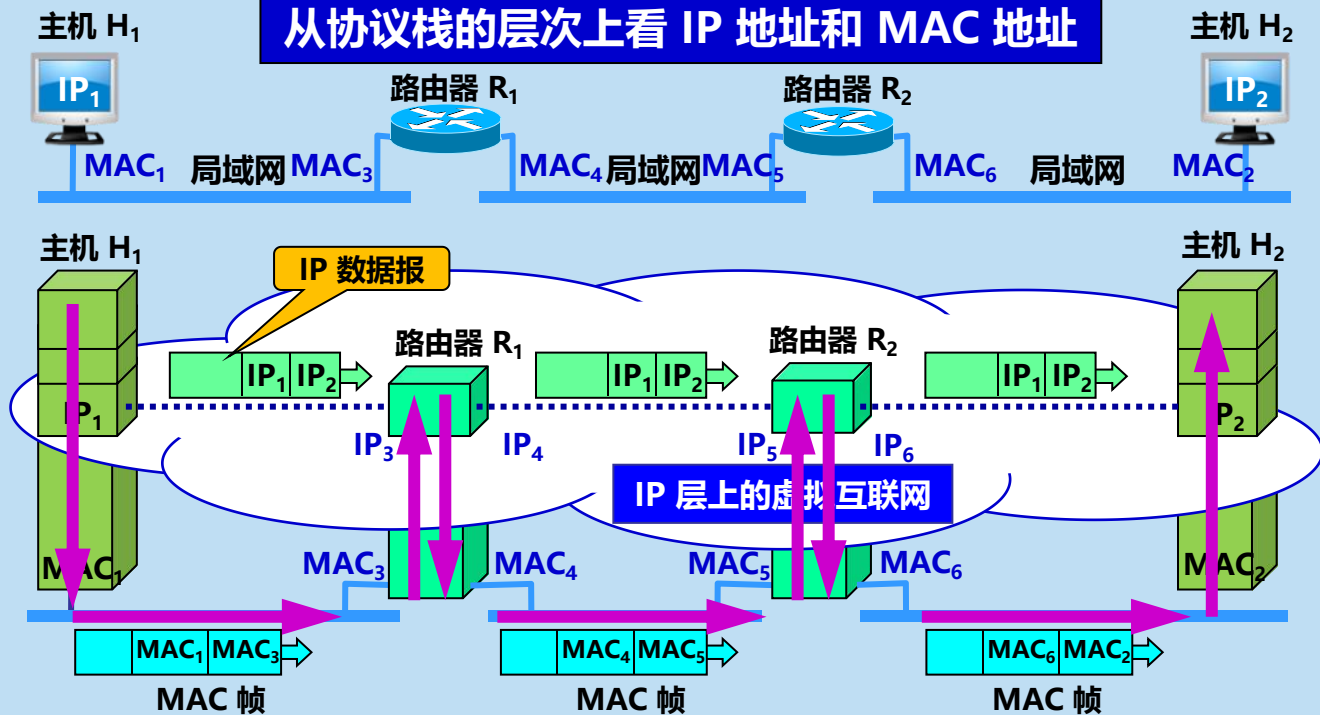 从协议栈的层次上看 IP 地址和 MAC 地址
主机 H₁
主机 H₂
IP₁
路由器 R₁
路由器 R₂
IP₂
MAC₁ 局域网 MAC₃ MAC₄ 局域网 MAC₅ MAC₆ 局域网 MAC₂
主机 H₁
主机 H₂
IP 数据报
路由器 R₁
路由器 R₂
IP₁ IP₂
IP₁ IP₂
IP₁ IP₂
IP₁
P₂
IP₃ IP₄ IP₅ IP₆
IP 层上的虚拟互联网
MAC₁ MAC₃ MAC₄ MAC₅ MAC₆ MAC₂
MAC₁ MAC₃
MAC₄ MAC₅
MAC₆ MAC₂
MAC 帧
MAC 帧
MAC 帧